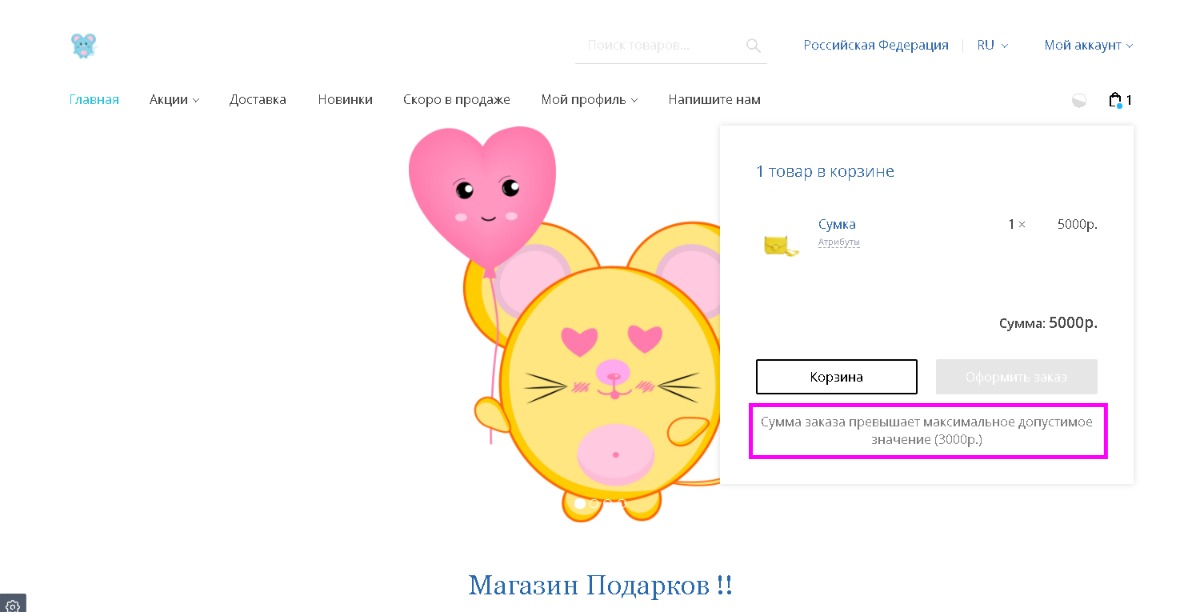 Поиск товаров...
Российская Федерация
RU
Мой аккаунт
Главная
Акции
Доставка
Новинки
Скоро в продаже
Мой профиль
Напишите нам
1
1 товар в корзине
Сумка
1 ×
5000р.
Атрибуты
Сумма: 5000р.
Корзина
Оформить заказ
Сумма заказа превышает максимальное допустимое
значение (3000р.)
Магазин Подарков !!